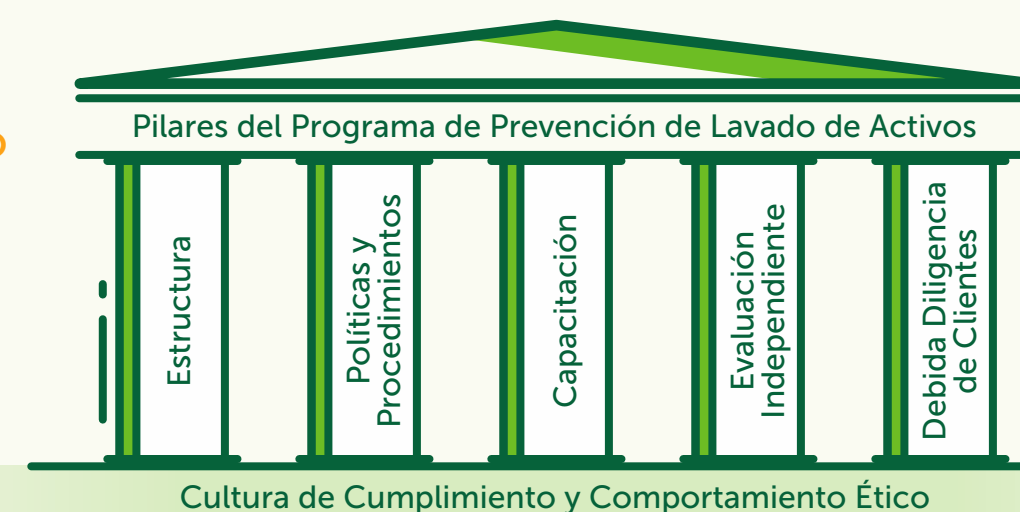 Pilares del Programa de Prevención de Lavado de Activos
Estructura
Políticas y
Procedimientos
Capacitación
Evaluación
Independiente
Debida Diligencia
de Clientes
Cultura de Cumplimiento y Comportamiento Ético